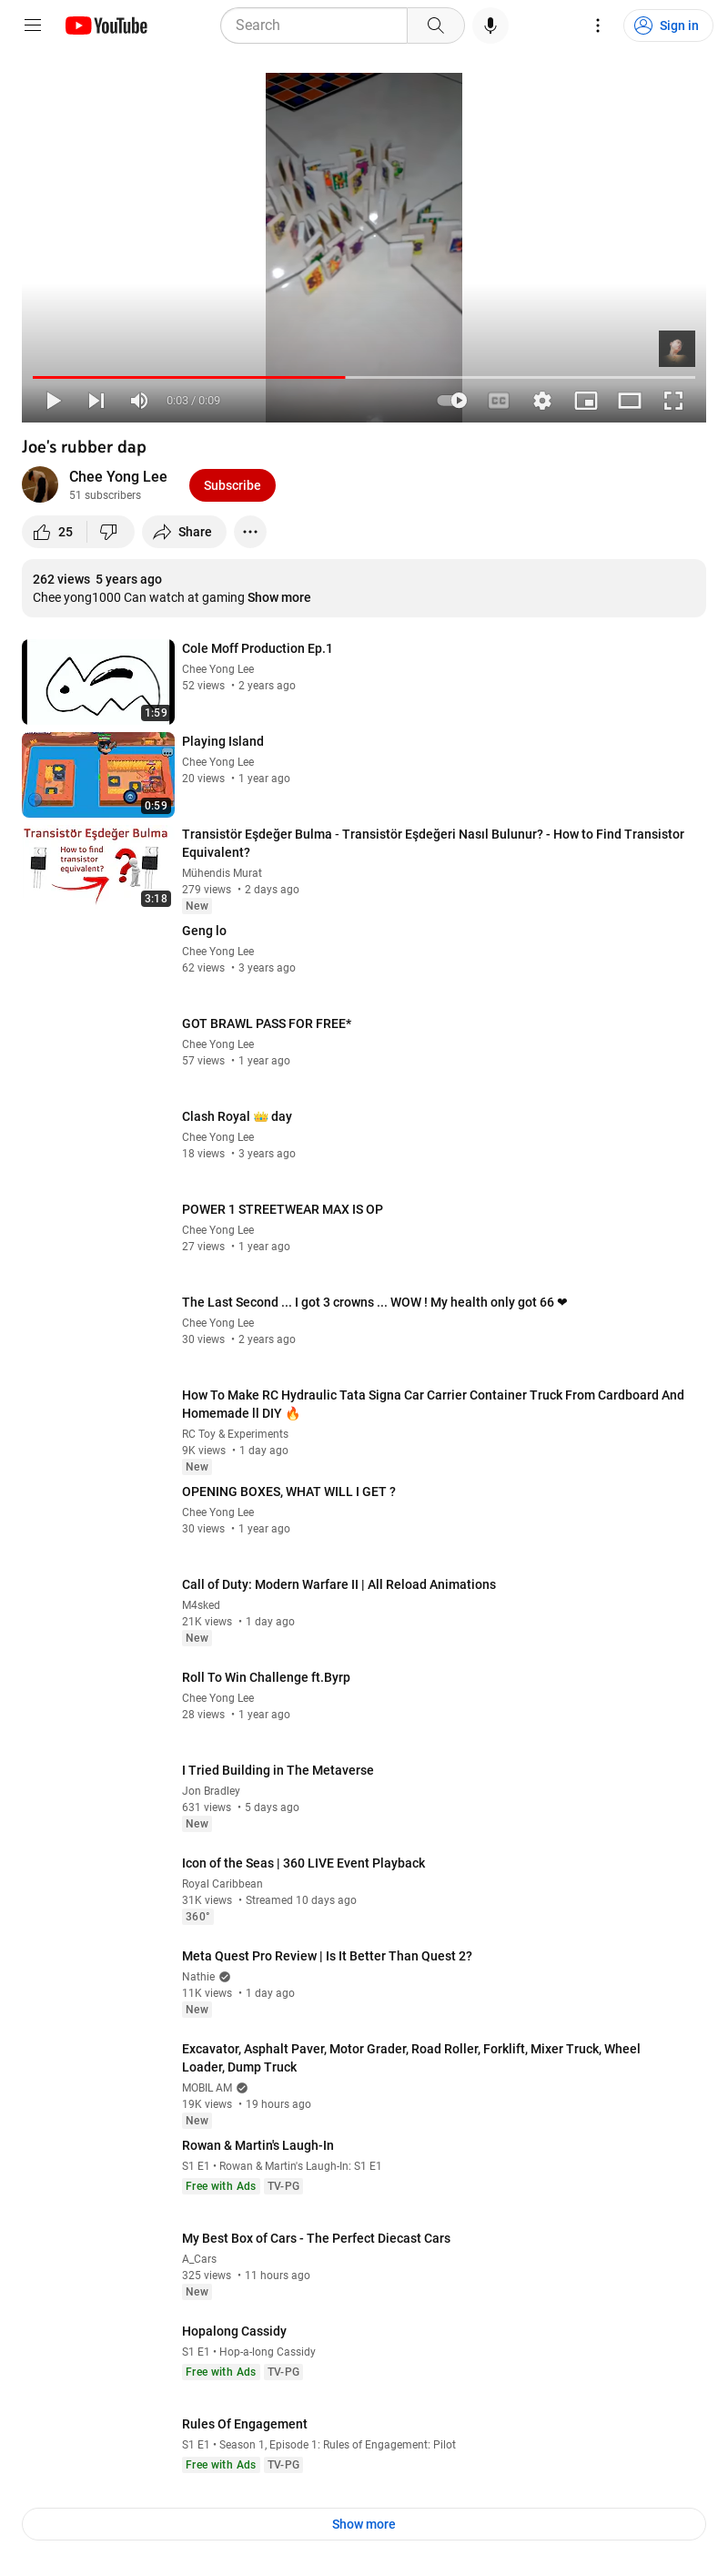 YouTube
Search
Sign in
0:03 / 0:09
CC
Joe's rubber dap
Chee Yong Lee
51 subscribers
Subscribe
25
Share
262 views 5 years ago
Chee yong1000 Can watch at gaming Show more
1:59
Cole Moff Production Ep.1
Chee Yong Lee
52 views • 2 years ago
0:59
Playing Island
Chee Yong Lee
20 views • 1 year ago
Transistör Eşdeğer Bulma
How to find
transistor
equivalent?
3:18
Transistör Eşdeğer Bulma - Transistör Eşdeğeri Nasıl Bulunur? - How to Find Transistor
Equivalent?
Mühendis Murat
279 views • 2 days ago
New
Geng lo
Chee Yong Lee
62 views • 3 years ago
GOT BRAWL PASS FOR FREE*
Chee Yong Lee
57 views • 1 year ago
Clash Royal 👑 day
Chee Yong Lee
18 views • 3 years ago
POWER 1 STREETWEAR MAX IS OP
Chee Yong Lee
27 views • 1 year ago
The Last Second ... I got 3 crowns ... WOW ! My health only got 66 ❤
Chee Yong Lee
30 views • 2 years ago
How To Make RC Hydraulic Tata Signa Car Carrier Container Truck From Cardboard And
Homemade ll DIY 🔥
RC Toy & Experiments
9K views • 1 day ago
New
OPENING BOXES, WHAT WILL I GET ?
Chee Yong Lee
30 views • 1 year ago
Call of Duty: Modern Warfare II | All Reload Animations
M4sked
21K views • 1 day ago
New
Roll To Win Challenge ft.Byrp
Chee Yong Lee
28 views • 1 year ago
I Tried Building in The Metaverse
Jon Bradley
631 views • 5 days ago
New
Icon of the Seas | 360 LIVE Event Playback
Royal Caribbean
31K views • Streamed 10 days ago
360°
Meta Quest Pro Review | Is It Better Than Quest 2?
Nathie
11K views • 1 day ago
New
Excavator, Asphalt Paver, Motor Grader, Road Roller, Forklift, Mixer Truck, Wheel
Loader, Dump Truck
MOBIL AM
19K views • 19 hours ago
New
Rowan & Martin's Laugh-In
S1 E1 • Rowan & Martin's Laugh-In: S1 E1
Free with Ads TV-PG
My Best Box of Cars - The Perfect Diecast Cars
A_Cars
325 views • 11 hours ago
New
Hopalong Cassidy
S1 E1 • Hop-a-long Cassidy
Free with Ads TV-PG
Rules Of Engagement
S1 E1 • Season 1, Episode 1: Rules of Engagement: Pilot
Free with Ads TV-PG
Show more